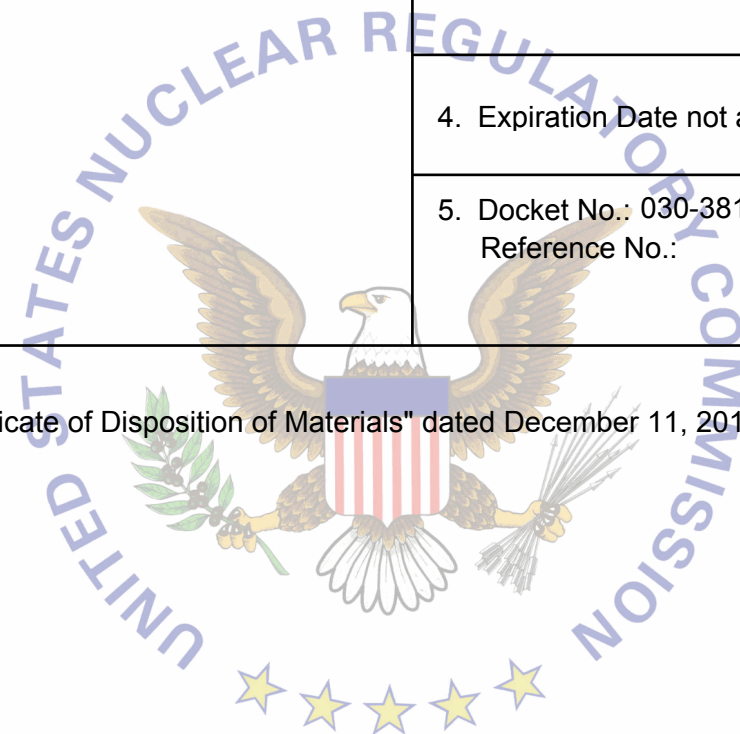 UNITED STATES NUCLEAR REGULATORY COMMISSION
4. Expiration Date not
5. Docket No.: 030-381
Reference No.:
of Disposition of Materials" dated December 11, 201